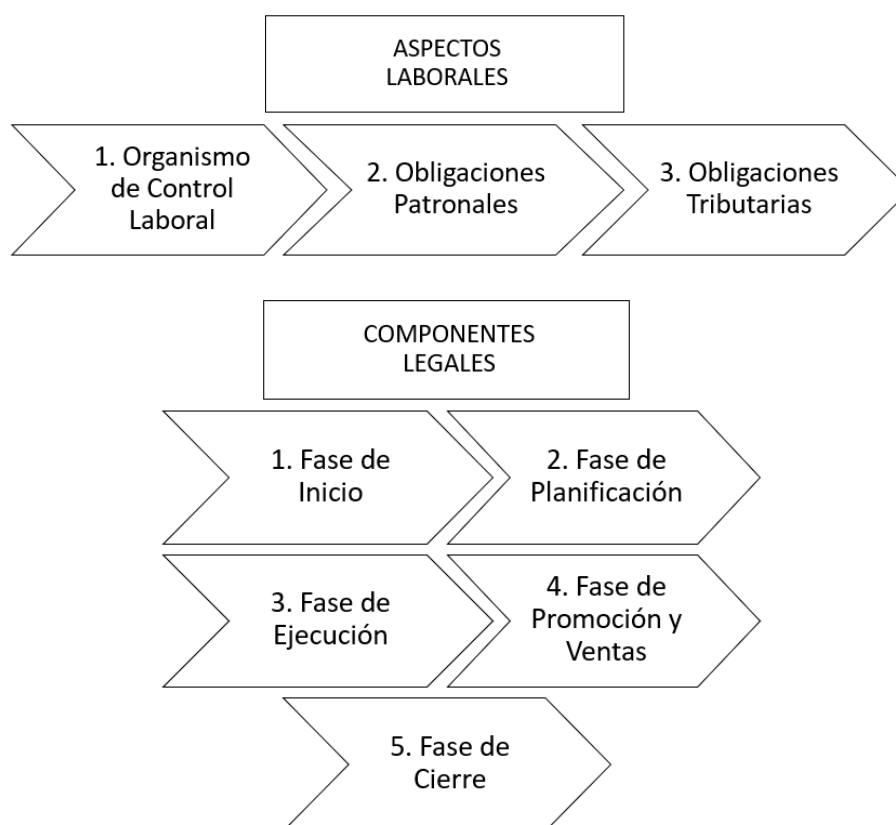 ASPECTOS
LABORALES
1. Organismo
de Control
Laboral
2. Obligaciones
Patronales
3. Obligaciones
Tributarias
COMPONENTES
LEGALES
1. Fase de
Inicio
2. Fase de
Planificación
3. Fase de
Ejecución
4. Fase de
Promoción y
Ventas
5. Fase de
Cierre